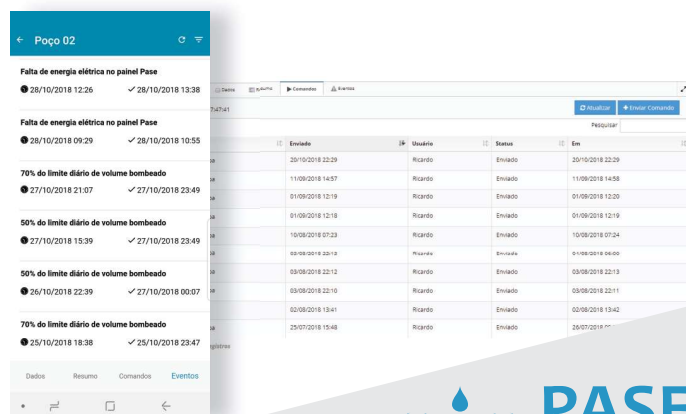 Poço 02
Falta de energia elétrica no painel Pase
28/10/2018 12:26 28/10/2018 13:38
Falta de energia elétrica no painel Pase
28/10/2018 09:29 28/10/2018 10:55
70% do limite diário de volume bombeado
27/10/2018 21:07 27/10/2018 23:49
50% do limite diário de volume bombeado
27/10/2018 15:39 27/10/2018 23:49
50% do limite diário de volume bombeado
26/10/2018 22:39 27/10/2018 00:07
70% do limite diário de volume bombeado
25/10/2018 18:38 25/10/2018 23:47
Dados Resumo Comandos Eventos
Dados Comandos Eventos
7:47:41
Atualizar + Enviar Comando
Pesquisar
Enviado Usuário Status Em
20/10/2018 22:29 Ricardo Enviado 20/10/2018 22:29
11/09/2018 14:57 Ricardo Enviado 11/09/2018 14:58
01/09/2018 12:19 Ricardo Enviado 01/09/2018 12:20
01/09/2018 12:18 Ricardo Enviado 01/09/2018 12:19
10/08/2018 07:23 Ricardo Enviado 10/08/2018 07:24
Ricardo Enviado
03/08/2018 22:12 Ricardo Enviado 03/08/2018 22:13
03/08/2018 22:10 Ricardo Enviado 03/08/2018 22:11
02/08/2018 13:41 Ricardo Enviado 02/08/2018 13:42
25/07/2018 15:48 Ricardo Enviado 26/07/2018
egistros
PASE